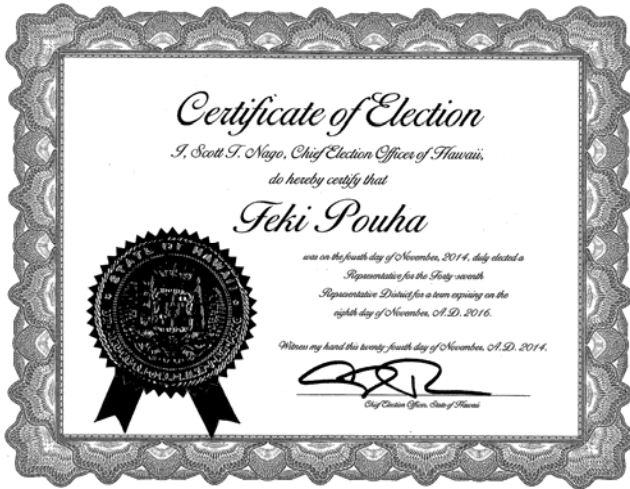 Certificate of Election
I, Scott T. Nago, Chief Election Officer of Hawaii,
do hereby certify that
Feki Pouha
was on the fourth day of November, 2014, duly elected a
Representative for the Forty-seventh
Representative District for a term expiring on the
eighth day of November, A.D. 2016.
Witness my hand this twenty-fourth day of November, A.D. 2014.
Chief Election Officer, State of Hawaii
STATE OF HAWAII